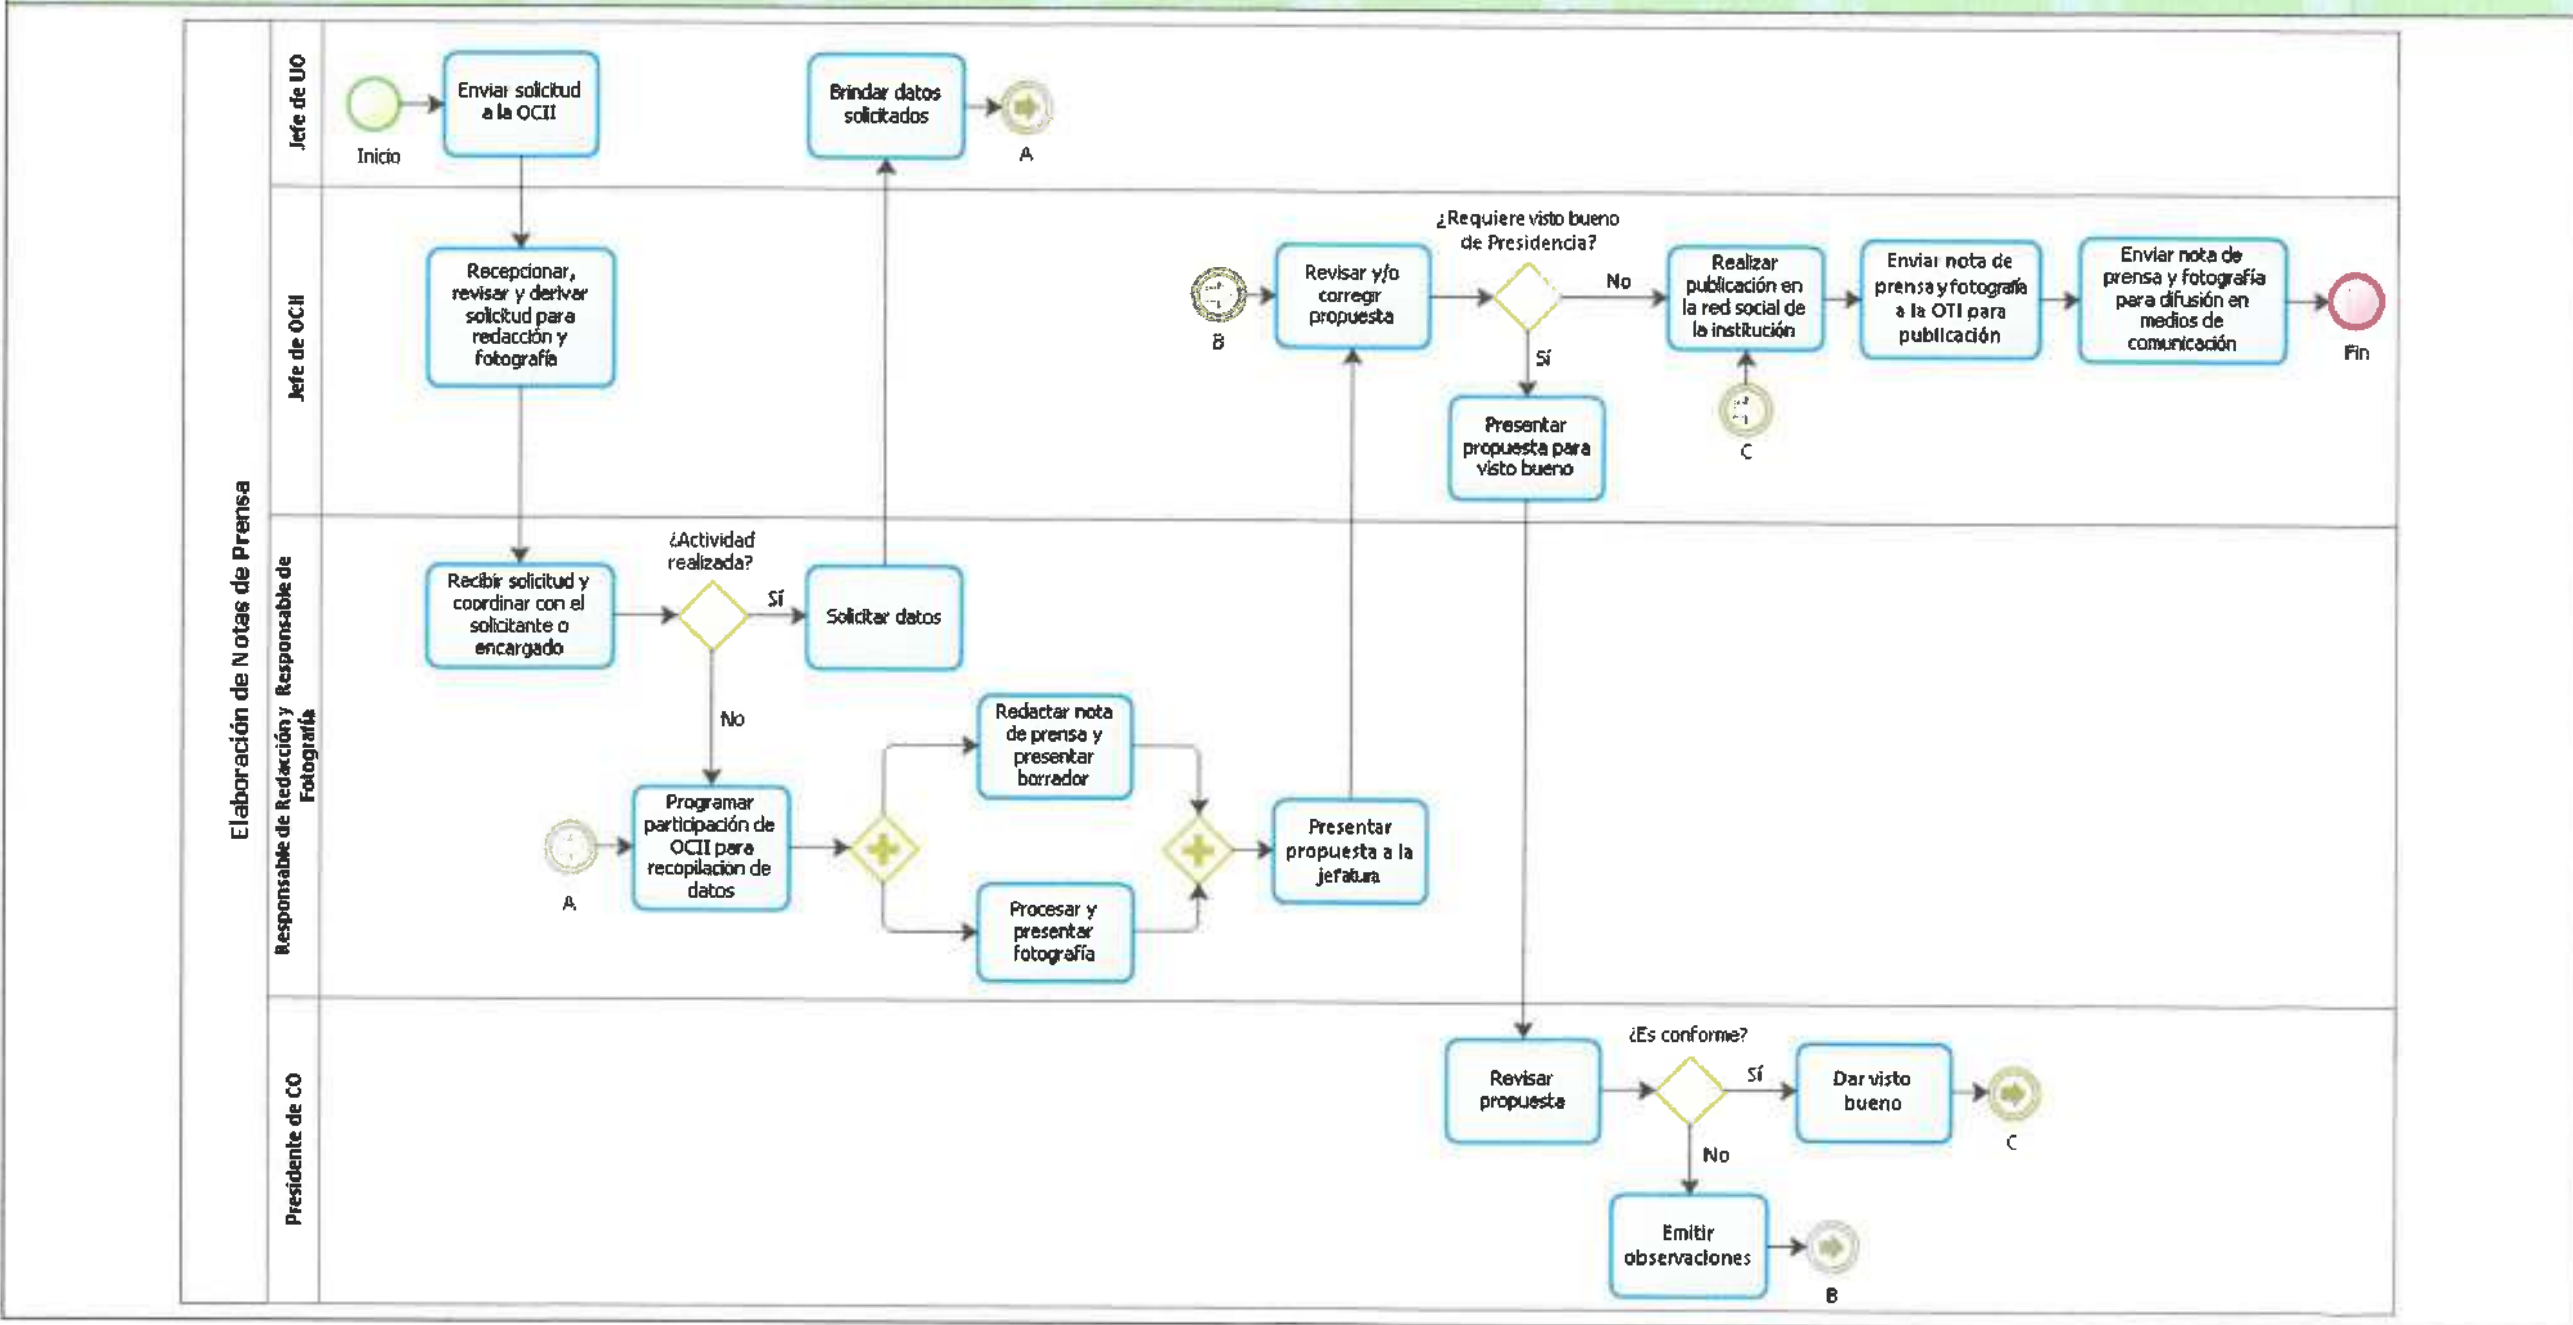 Elaboración de Notas de Prensa
Jefe de UO
Inicio
Enviar solicitud
a la OCII
Brindar datos
solicitados
A
Jefe de OCII
Recepcionar,
revisar y derivar
solicitud para
redacción y
fotografía
B
Revisar y/o
corregir
propuesta
¿Requiere visto bueno
de Presidencia?
No
Sí
Presentar
propuesta para
visto bueno
Realizar
publicación en
la red social de
la institución
C
Enviar nota de
prensa y fotografía
a la OTI para
publicación
Enviar nota de
prensa y fotografía
para difusión en
medios de
comunicación
Fin
Responsable de Redacción y Responsable de
Fotografía
Recibir solicitud y
coordinar con el
solicitante o
encargado
¿Actividad
realizada?
Sí
Solicitar datos
No
A
Programar
participación de
OCII para
recopilación de
datos
Redactar nota
de prensa y
presentar
borrador
Procesar y
presentar
fotografía
Presentar
propuesta a la
jefatura
Presidente de CO
Revisar
propuesta
¿Es conforme?
Sí
Dar visto
bueno
C
No
Emitir
observaciones
B